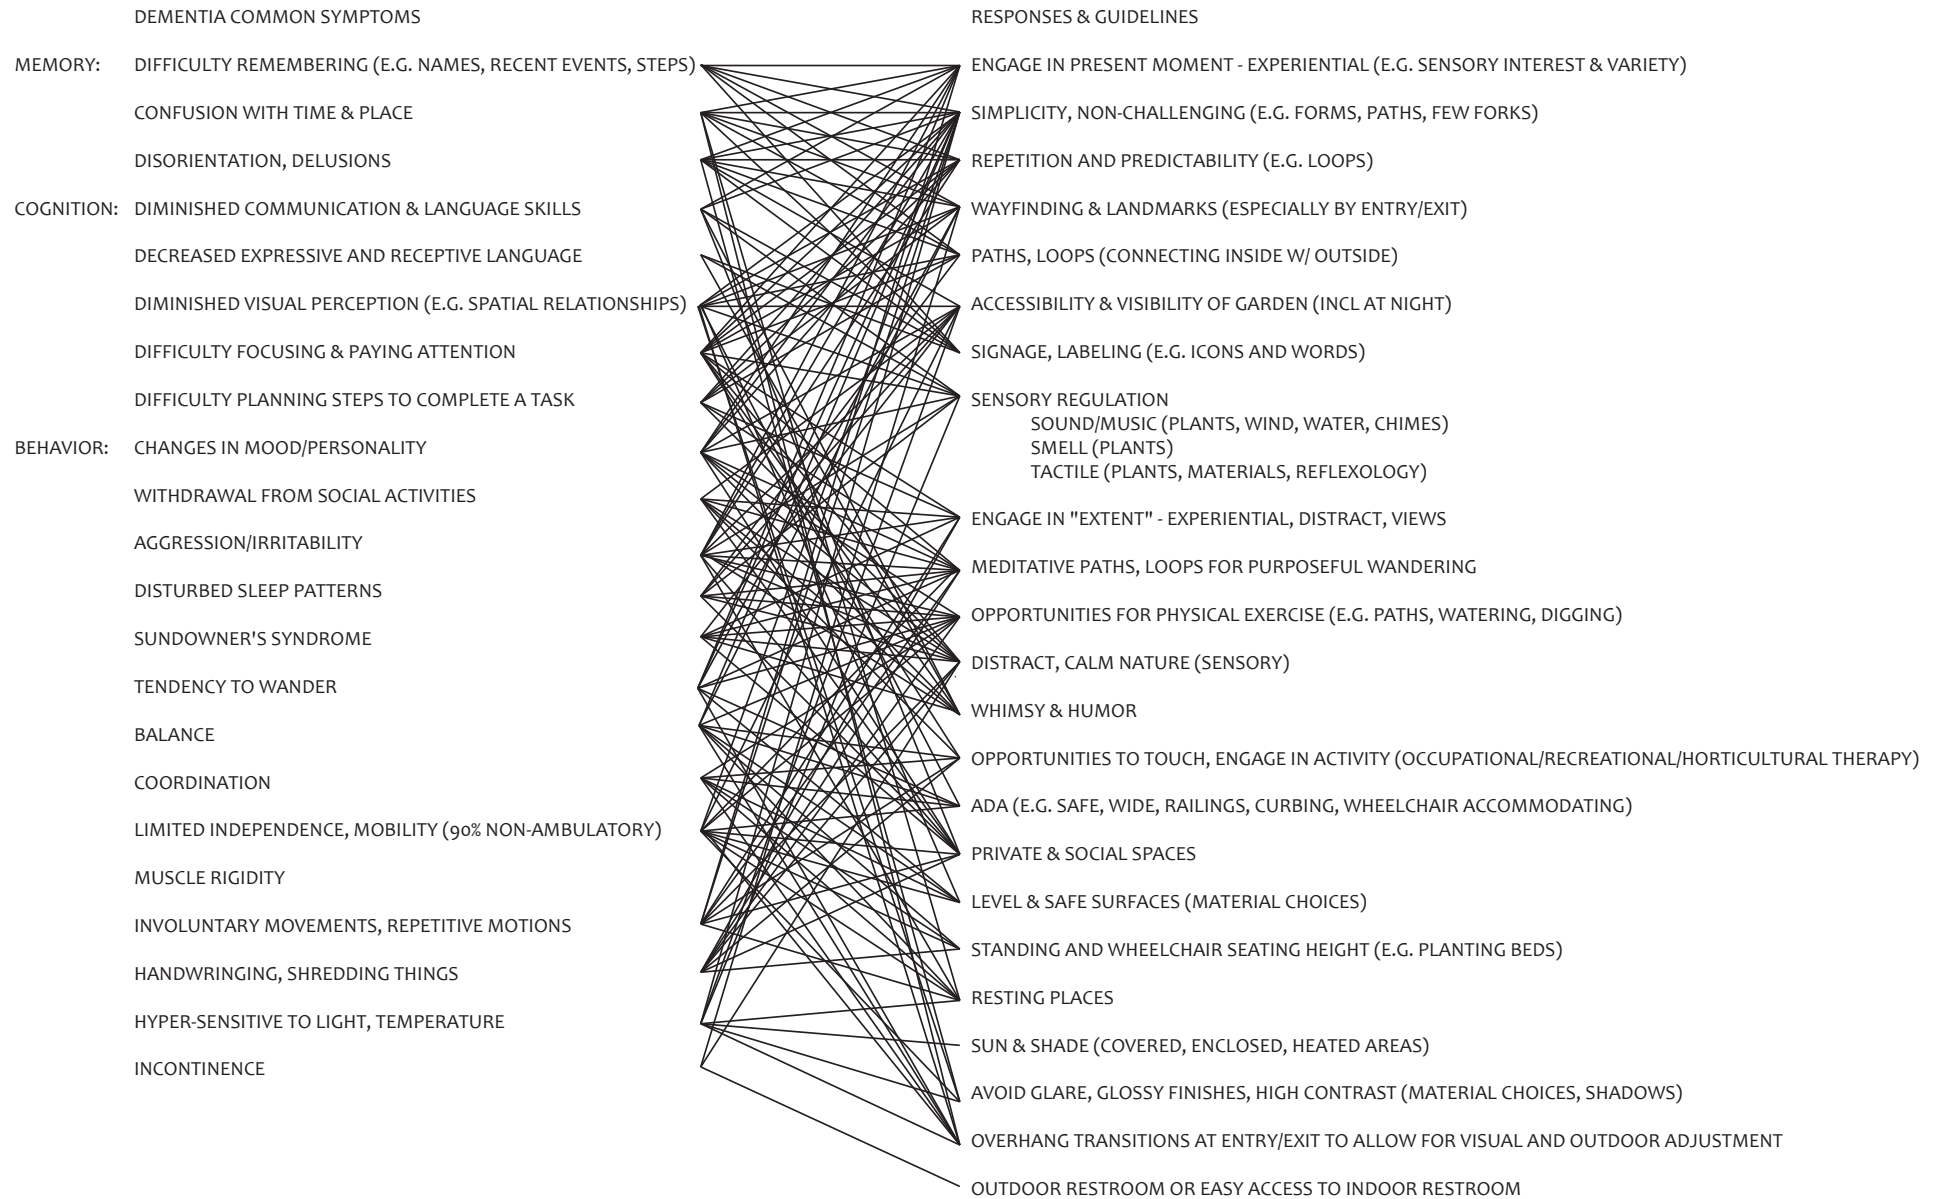 DEMENTIA COMMON SYMPTOMS
MEMORY: DIFFICULTY REMEMBERING (E.G. NAMES, RECENT EVENTS, STEPS)
CONFUSION WITH TIME & PLACE
DISORIENTATION, DELUSIONS
COGNITION: DIMINISHED COMMUNICATION & LANGUAGE SKILLS
DECREASED EXPRESSIVE AND RECEPTIVE LANGUAGE
DIMINISHED VISUAL PERCEPTION (E.G. SPATIAL RELATIONSHIPS)
DIFFICULTY FOCUSING & PAYING ATTENTION
DIFFICULTY PLANNING STEPS TO COMPLETE A TASK
BEHAVIOR: CHANGES IN MOOD/PERSONALITY
WITHDRAWAL FROM SOCIAL ACTIVITIES
AGGRESSION/IRRITABILITY
DISTURBED SLEEP PATTERNS
SUNDOWNER'S SYNDROME
TENDENCY TO WANDER
BALANCE
COORDINATION
LIMITED INDEPENDENCE, MOBILITY (90% NON-AMBULATORY)
MUSCLE RIGIDITY
INVOLUNTARY MOVEMENTS, REPETITIVE MOTIONS
HANDWRINGING, SHREDDING THINGS
HYPER-SENSITIVE TO LIGHT, TEMPERATURE
INCONTINENCE
RESPONSES & GUIDELINES
ENGAGE IN PRESENT MOMENT - EXPERIENTIAL (E.G. SENSORY INTEREST & VARIETY)
SIMPLICITY, NON-CHALLENGING (E.G. FORMS, PATHS, FEW FORKS)
REPETITION AND PREDICTABILITY (E.G. LOOPS)
WAYFINDING & LANDMARKS (ESPECIALLY BY ENTRY/EXIT)
PATHS, LOOPS (CONNECTING INSIDE W/ OUTSIDE)
ACCESSIBILITY & VISIBILITY OF GARDEN (INCL AT NIGHT)
SIGNAGE, LABELING (E.G. ICONS AND WORDS)
SENSORY REGULATION
SOUND/MUSIC (PLANTS, WIND, WATER, CHIMES)
SMELL (PLANTS)
TACTILE (PLANTS, MATERIALS, REFLEXOLOGY)
ENGAGE IN "EXTENT" - EXPERIENTIAL, DISTRACT, VIEWS
MEDITATIVE PATHS, LOOPS FOR PURPOSEFUL WANDERING
OPPORTUNITIES FOR PHYSICAL EXERCISE (E.G. PATHS, WATERING, DIGGING)
DISTRACT, CALM NATURE (SENSORY)
WHIMSY & HUMOR
OPPORTUNITIES TO TOUCH, ENGAGE IN ACTIVITY (OCCUPATIONAL/RECREATIONAL/HORTICULTURAL THERAPY)
ADA (E.G. SAFE, WIDE, RAILINGS, CURBING, WHEELCHAIR ACCOMMODATING)
PRIVATE & SOCIAL SPACES
LEVEL & SAFE SURFACES (MATERIAL CHOICES)
STANDING AND WHEELCHAIR SEATING HEIGHT (E.G. PLANTING BEDS)
RESTING PLACES
SUN & SHADE (COVERED, ENCLOSED, HEATED AREAS)
AVOID GLARE, GLOSSY FINISHES, HIGH CONTRAST (MATERIAL CHOICES, SHADOWS)
OVERHANG TRANSITIONS AT ENTRY/EXIT TO ALLOW FOR VISUAL AND OUTDOOR ADJUSTMENT
OUTDOOR RESTROOM OR EASY ACCESS TO INDOOR RESTROOM